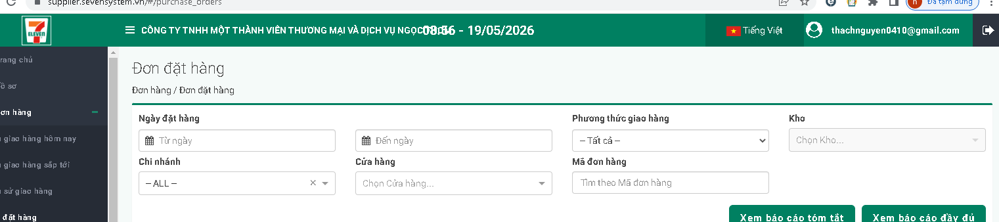 supplier.sevensystem.vn/#/purchase_orders
n Đã tạm dừng
ELEVEN
CÔNG TY TNHH MỘT THÀNH VIÊN THƯƠNG MẠI VÀ DỊCH VỤ NGỌC
08:56 - 19/05/2026
Tiếng Việt
thachnguyen0410@gmail.com
rang chủ
ồ sơ
ơn hàng
giao hàng hôm nay
giao hàng sắp tới
sử giao hàng
đặt hàng
Đơn đặt hàng
Đơn hàng / Đơn đặt hàng
Ngày đặt hàng
Phương thức giao hàng
Kho
Từ ngày
Đến ngày
-- Tất cả --
Chọn Kho...
Chi nhánh
Cửa hàng
Mã đơn hàng
-- ALL --
Chọn Cửa hàng...
Tìm theo Mã đơn hàng
Xem báo cáo tóm tắt
Xem báo cáo đầy đủ